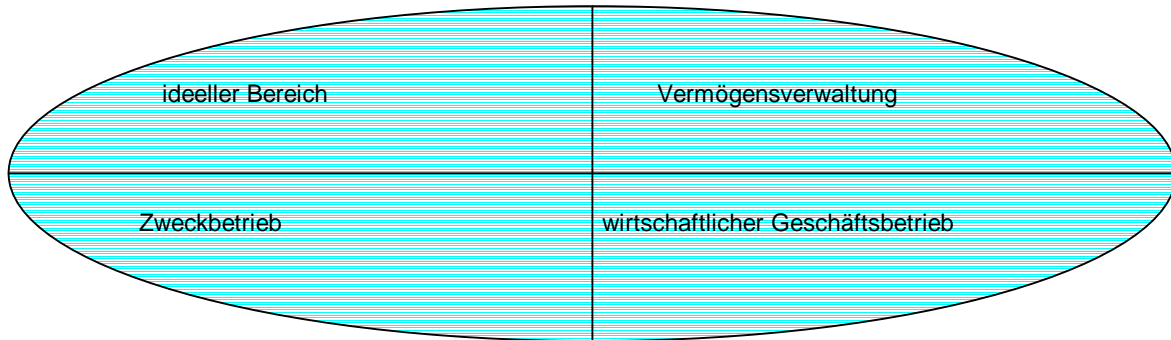 ideeller Bereich
Vermögensverwaltung
Zweckbetrieb
wirtschaftlicher Geschäftsbetrieb